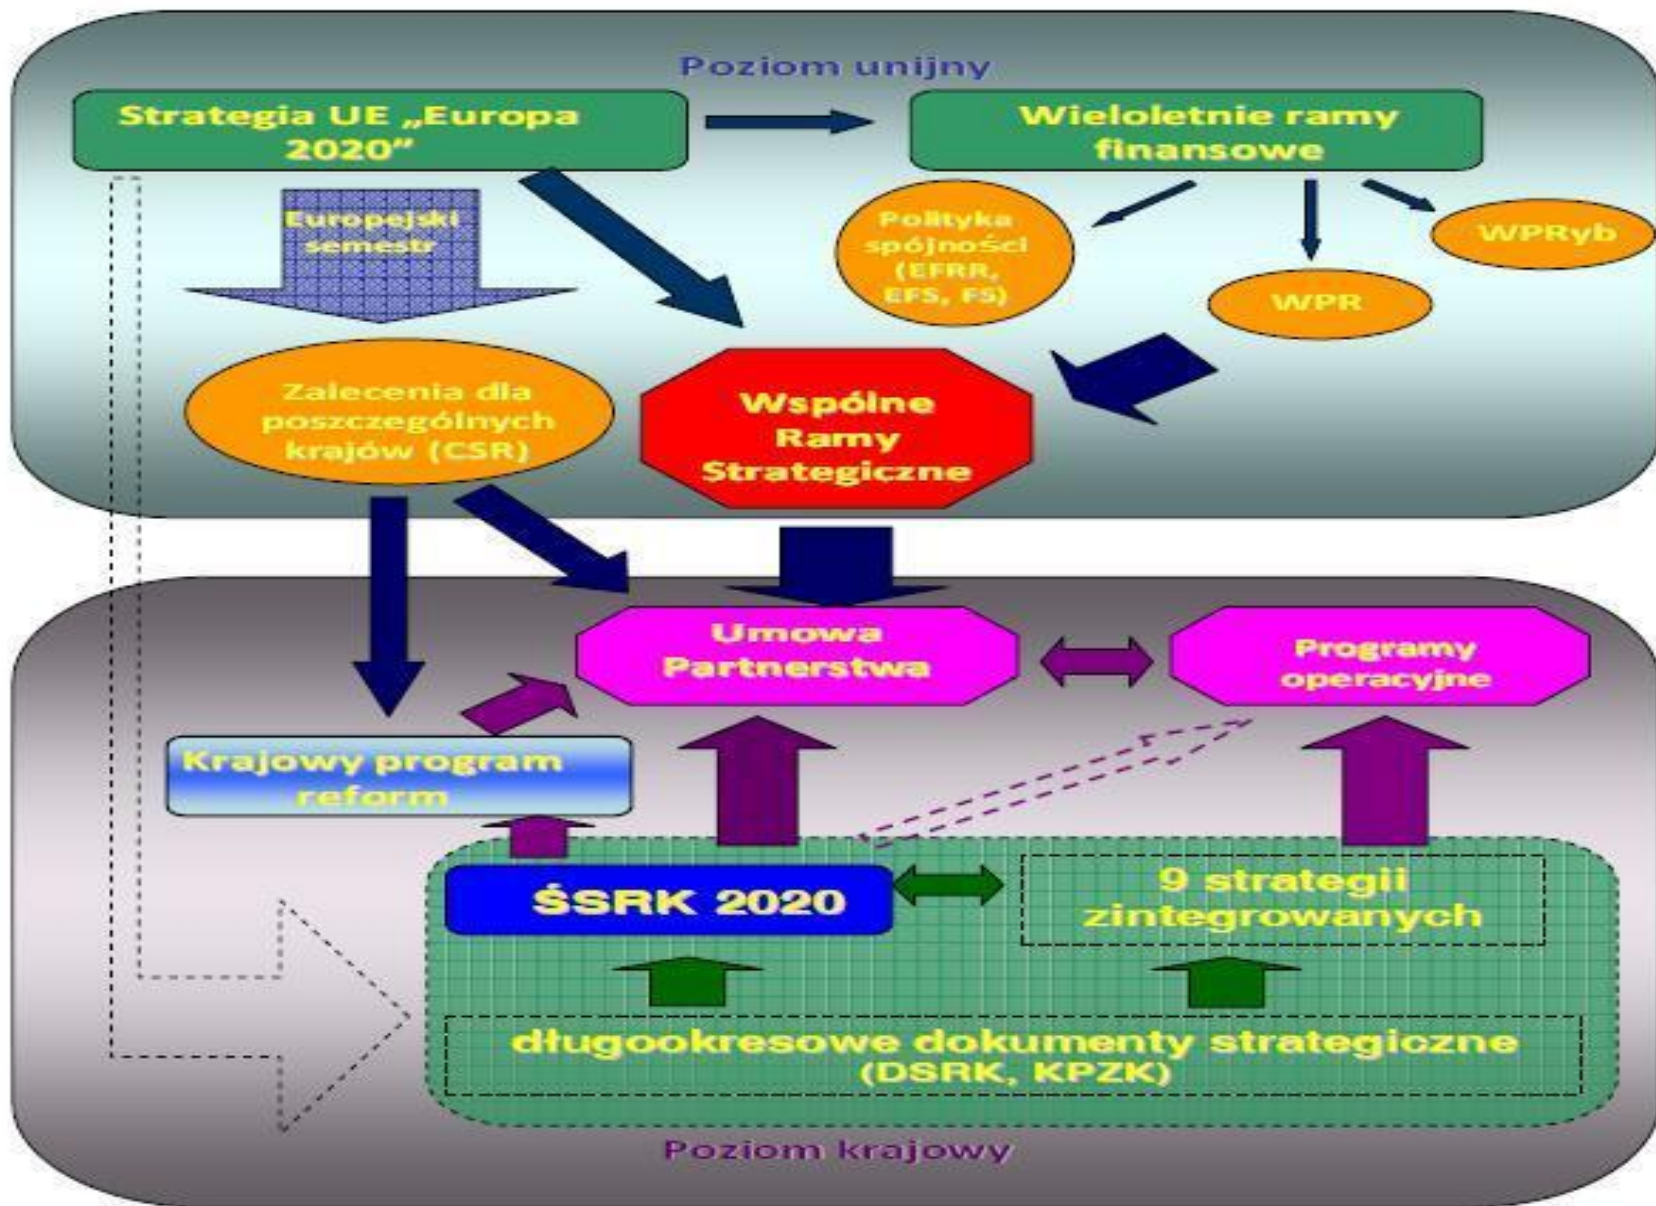 Poziom unijny
Strategia UE „Europa
2020”
Wieloletnie ramy
finansowe
Europejski
semestr
Polityka
spójności
(EFRR,
EFS, FS)
WPRyb
WPR
Zalecenia dla
poszczególnych
krajów (CSR)
Wspólne
Ramy
Strategiczne
Umowa
Partnerstwa
Programy
operacyjne
Krajowy program
reform
ŚSRK 2020
9 strategii
zintegrowanych
długookresowe dokumenty strategiczne
(DSRK, KPZK)
Poziom krajowy